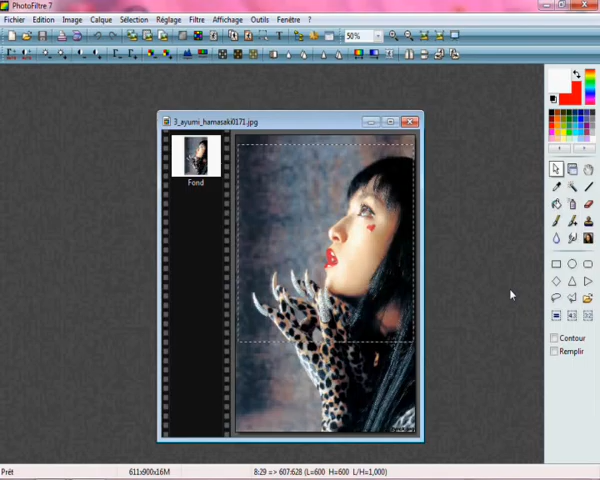 PhotoFiltre 7
Fichier Edition Image Calque Sélection Réglage Filtre Affichage Outils Fenêtre ?
50%
3_ayumi_hamasaki0171.jpg
Fond
Contour
Remplir
Prêt 611x900x16M 8:29 => 607:628 (L=600 H=600 L/H=1,000)